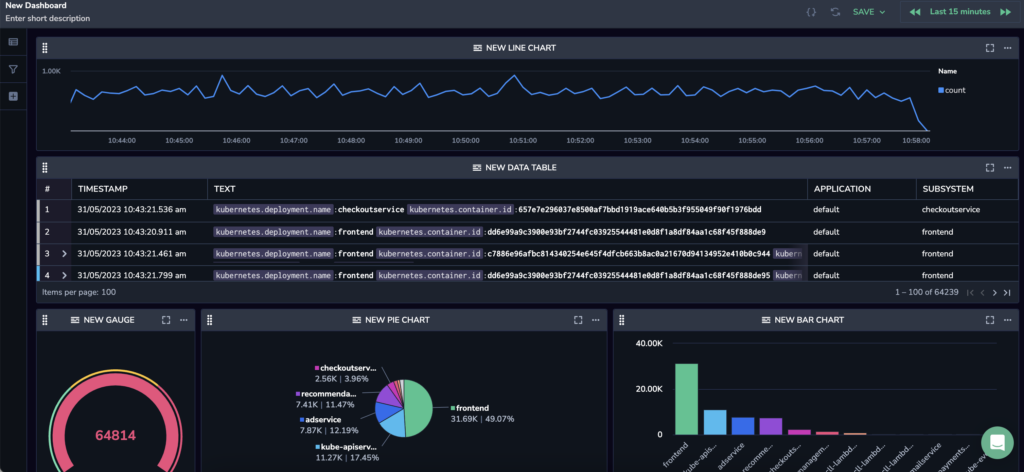 New Dashboard
Enter short description
{} SAVE Last 15 minutes
NEW LINE CHART
1.00K
Name
count
10:44:00 10:45:00 10:46:00 10:47:00 10:48:00 10:49:00 10:50:00 10:51:00 10:52:00 10:53:00 10:54:00 10:55:00 10:56:00 10:57:00 10:58:00
NEW DATA TABLE
# TIMESTAMP TEXT APPLICATION SUBSYSTEM
1 31/05/2023 10:43:21.536 am kubernetes.deployment.name:checkoutservice kubernetes.container.id:657e7e296037e8500af7bbd1919ace640b5b3f955049f90f1976bdd default checkoutservice
2 31/05/2023 10:43:20.911 am kubernetes.deployment.name:frontend kubernetes.container.id:dd6e99a9c3900e93bf2744fc03925544481e0d8f1a8df84aa1c68f45f888de9 default frontend
3 31/05/2023 10:43:21.461 am kubernetes.deployment.name:frontend kubernetes.container.id:c7886e96afbc814340254e645f4dfcb663b8ac0a21670d94134952e410b0c944 kubern default frontend
4 31/05/2023 10:43:21.799 am kubernetes.deployment.name:frontend kubernetes.container.id:dd6e99a9c3900e93bf2744fc03925544481e0d8f1a8df84aa1c68f45f888de95 kuber default frontend
Items per page: 100
1 – 100 of 64239
NEW GAUGE
64814
NEW PIE CHART
checkoutserv...
2.56K | 3.96%
recommenda...
7.41K | 11.47%
adservice
7.87K | 12.19%
kube-apiserv...
11.27K | 17.45%
frontend
31.69K | 49.07%
NEW BAR CHART
40.00K
20.00K
0
frontend
kube-apis...
adservice
recomme...
checkouts...
managem...